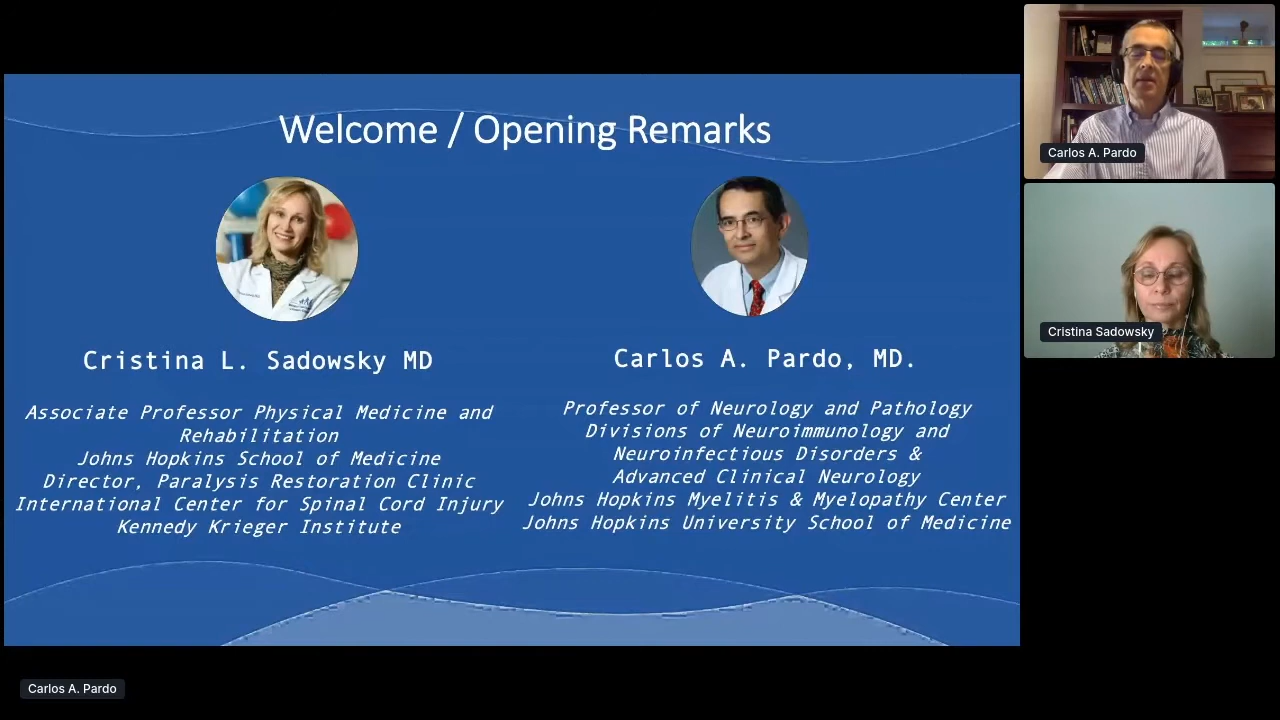 Welcome / Opening Remarks
Cristina L. Sadowsky MD
Associate Professor Physical Medicine and
Rehabilitation
Johns Hopkins School of Medicine
Director, Paralysis Restoration Clinic
International Center for Spinal Cord Injury
Kennedy Krieger Institute
Carlos A. Pardo, MD.
Professor of Neurology and Pathology
Divisions of Neuroimmunology and
Neuroinfectious Disorders &
Advanced Clinical Neurology
Johns Hopkins Myelitis & Myelopathy Center
Johns Hopkins University School of Medicine
Carlos A. Pardo
Cristina Sadowsky
Carlos A. Pardo